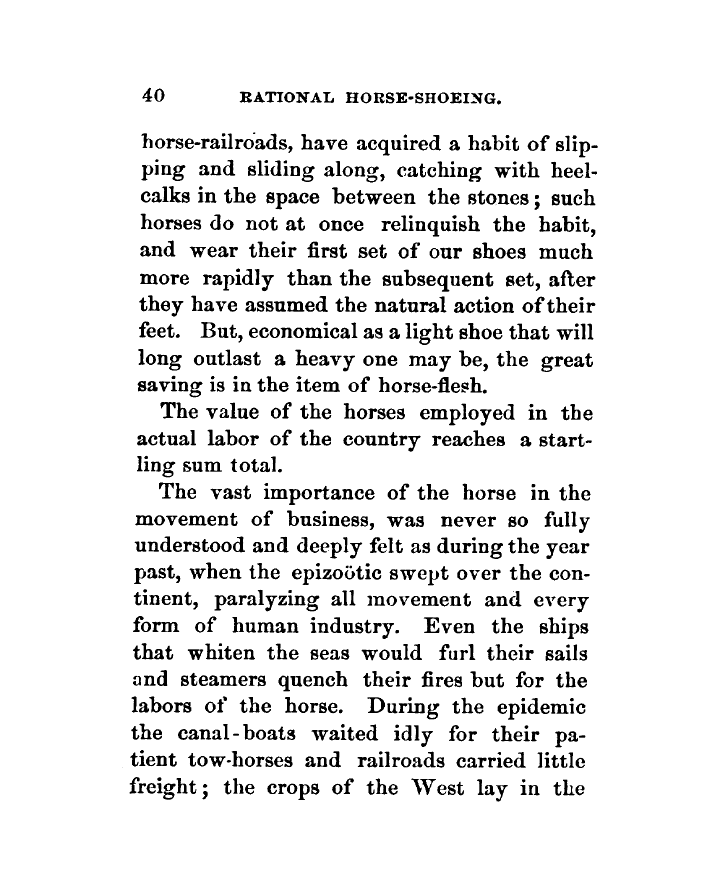 40 RATIONAL HORSE-SHOEING.
horse-railroads, have acquired a habit of slip-
ping and sliding along, catching with heel-
calks in the space between the stones; such
horses do not at once relinquish the habit,
and wear their first set of our shoes much
more rapidly than the subsequent set, after
they have assumed the natural action of their
feet. But, economical as a light shoe that will
long outlast a heavy one may be, the great
saving is in the item of horse-flesh.
The value of the horses employed in the
actual labor of the country reaches a start-
ling sum total.
The vast importance of the horse in the
movement of business, was never so fully
understood and deeply felt as during the year
past, when the epizoötic swept over the con-
tinent, paralyzing all movement and every
form of human industry. Even the ships
that whiten the seas would furl their sails
and steamers quench their fires but for the
labors of the horse. During the epidemic
the canal-boats waited idly for their pa-
tient tow-horses and railroads carried little
freight; the crops of the West lay in the